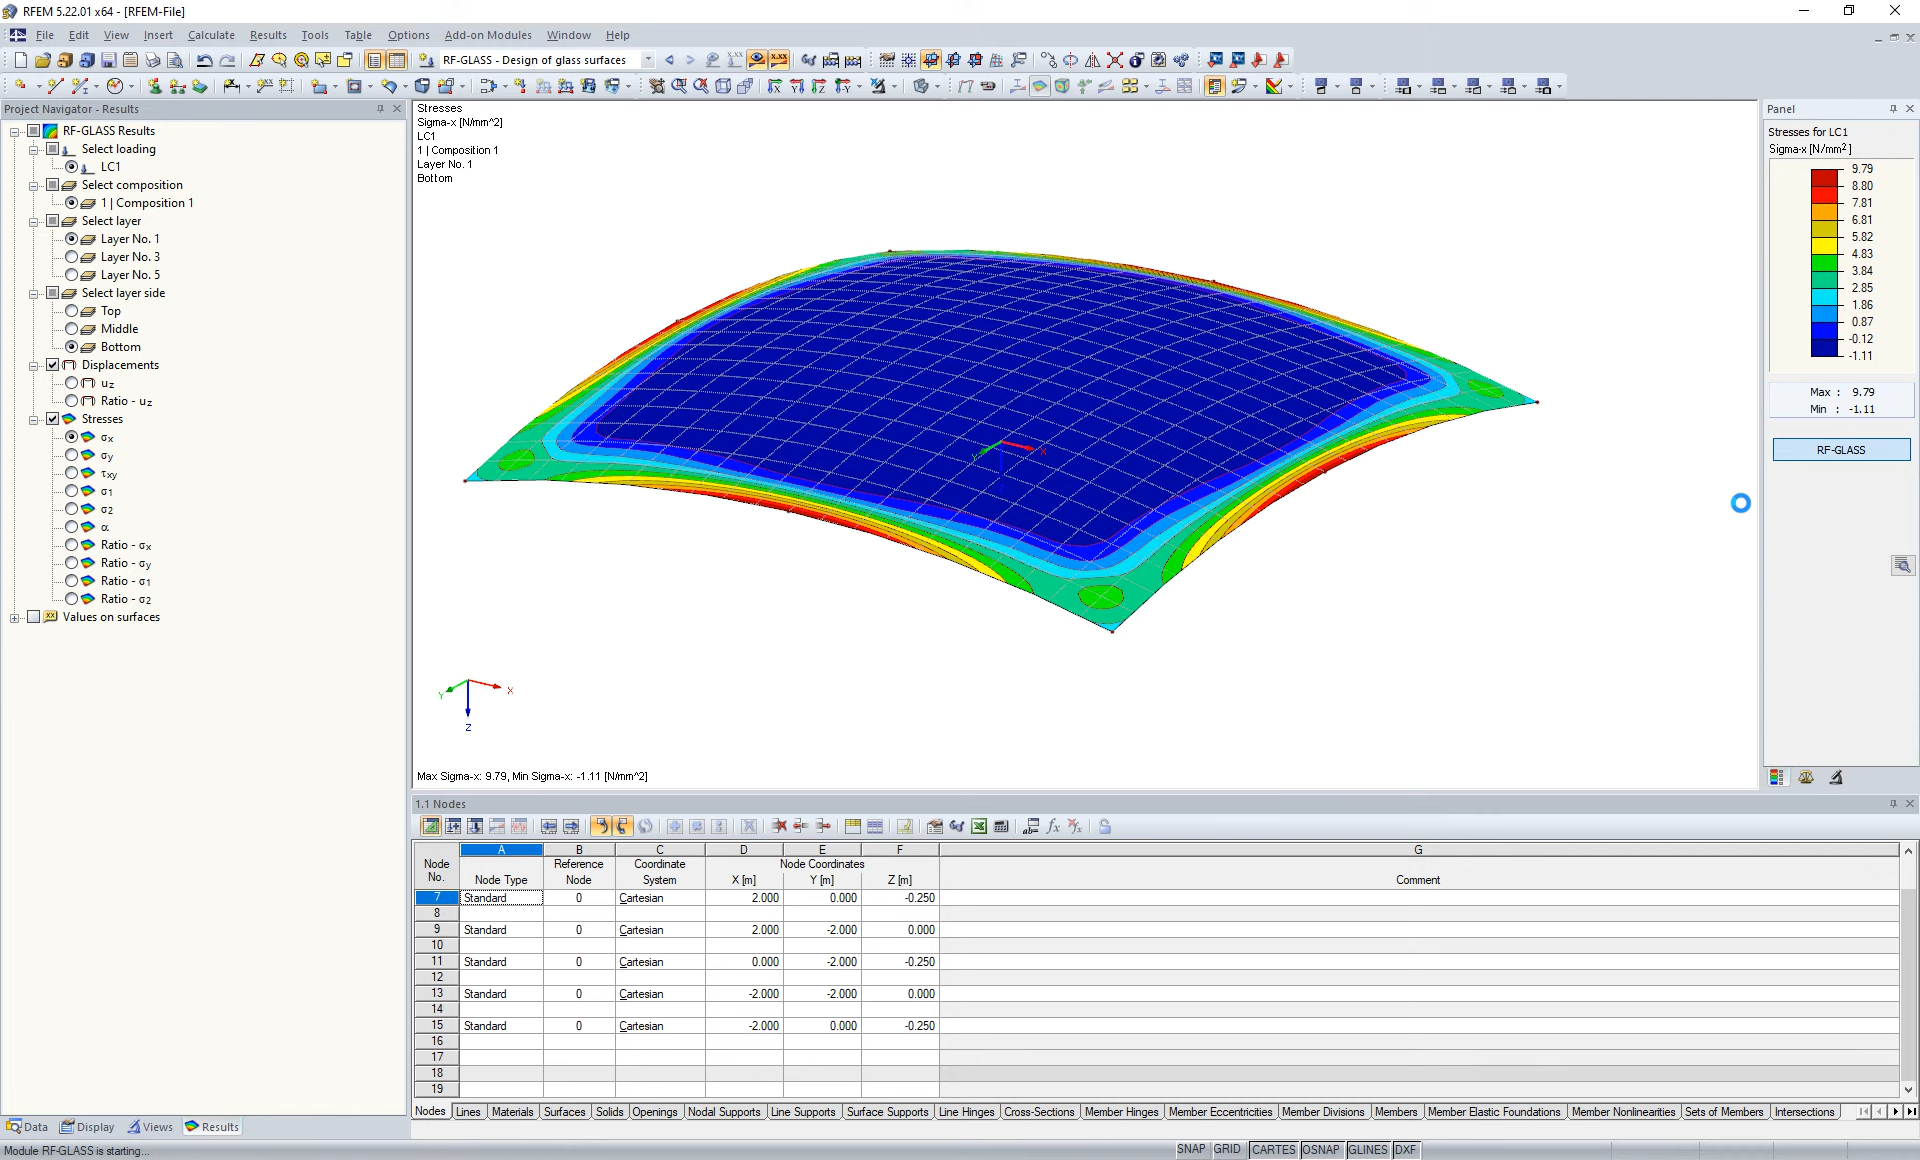 RFEM 5.22.01 x64 - [RFEM-File]
File Edit View Insert Calculate Results Tools Table Options Add-on Modules Window Help
RF-GLASS - Design of glass surfaces
Project Navigator - Results
RF-GLASS Results
Select loading
LC1
Select composition
1 | Composition 1
Select layer
Layer No. 1
Layer No. 3
Layer No. 5
Select layer side
Top
Middle
Bottom
Displacements
uz
Ratio - uz
Stresses
σx
σy
τxy
σ1
σ2
α
Ratio - σx
Ratio - σy
Ratio - σ1
Ratio - σ2
Values on surfaces
Data Display Views Results
Stresses
Sigma-x [N/mm^2]
LC1
1 | Composition 1
Layer No. 1
Bottom
Y X
Y X
Z
Max Sigma-x: 9.79, Min Sigma-x: -1.11 [N/mm^2]
Panel
Stresses for LC1
Sigma-x [N/mm2]
9.79
8.80
7.81
6.81
5.82
4.83
3.84
2.85
1.86
0.87
-0.12
-1.11
Max : 9.79
Min : -1.11
RF-GLASS
1.1 Nodes
A B C D E F G
Node Reference Coordinate Node Coordinates
No. Node Type Node System X [m] Y [m] Z [m] Comment
7 Standard 0 Cartesian 2.000 0.000 -0.250
8
9 Standard 0 Cartesian 2.000 -2.000 0.000
10
11 Standard 0 Cartesian 0.000 -2.000 -0.250
12
13 Standard 0 Cartesian -2.000 -2.000 0.000
14
15 Standard 0 Cartesian -2.000 0.000 -0.250
16
17
18
19
Nodes Lines Materials Surfaces Solids Openings Nodal Supports Line Supports Surface Supports Line Hinges Cross-Sections Member Hinges Member Eccentricities Member Divisions Members Member Elastic Foundations Member Nonlinearities Sets of Members Intersections
Module RF-GLASS is starting...
SNAP GRID CARTES OSNAP GLINES DXF